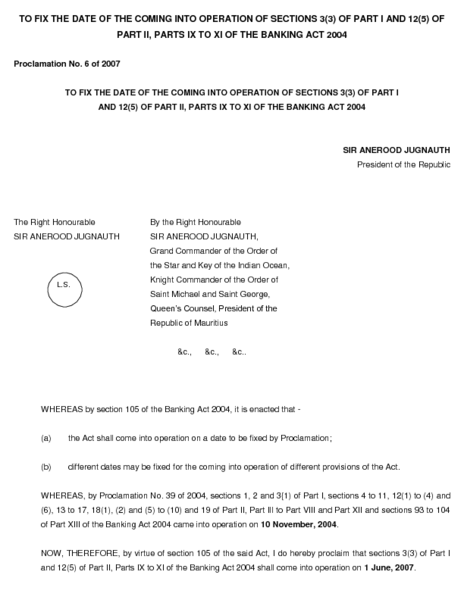 TO FIX THE DATE OF THE COMING INTO OPERATION OF SECTIONS 3(3) OF PART I AND 12(5) OF
PART II, PARTS IX TO XI OF THE BANKING ACT 2004
Proclamation No. 6 of 2007
TO FIX THE DATE OF THE COMING INTO OPERATION OF SECTIONS 3(3) OF PART I
AND 12(5) OF PART II, PARTS IX TO XI OF THE BANKING ACT 2004
SIR ANEROOD JUGNAUTH
President of the Republic
The Right Honourable
SIR ANEROOD JUGNAUTH
L.S.
By the Right Honourable
SIR ANEROOD JUGNAUTH,
Grand Commander of the Order of
the Star and Key of the Indian Ocean,
Knight Commander of the Order of
Saint Michael and Saint George,
Queen's Counsel, President of the
Republic of Mauritius
&c., &c., &c..
WHEREAS by section 105 of the Banking Act 2004, it is enacted that -
(a) the Act shall come into operation on a date to be fixed by Proclamation;
(b) different dates may be fixed for the coming into operation of different provisions of the Act.
WHEREAS, by Proclamation No. 39 of 2004, sections 1, 2 and 3(1) of Part I, sections 4 to 11, 12(1) to (4) and
(6), 13 to 17, 18(1), (2) and (5) to (10) and 19 of Part II, Part III to Part VIII and Part XII and sections 93 to 104
of Part XIII of the Banking Act 2004 came into operation on 10 November, 2004.
NOW, THEREFORE, by virtue of section 105 of the said Act, I do hereby proclaim that sections 3(3) of Part I
and 12(5) of Part II, Parts IX to XI of the Banking Act 2004 shall come into operation on 1 June, 2007.